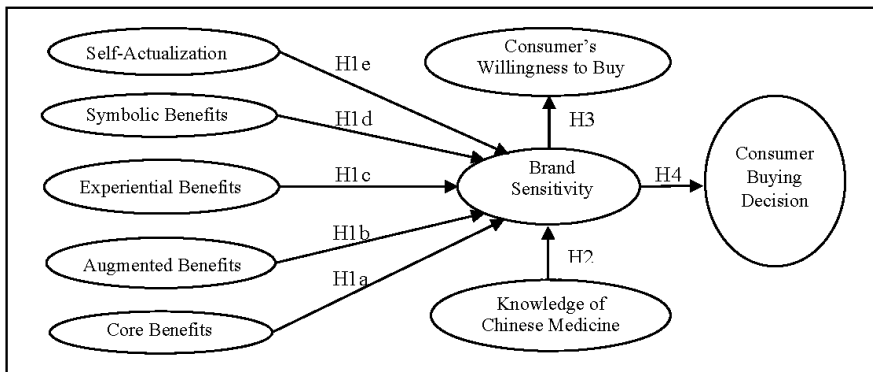 Self-Actualization
H1e
Consumer's
Willingness to Buy
Symbolic Benefits
H1d
H3
Experiential Benefits
H1c
Brand
Sensitivity
H4
Consumer
Buying
Decision
Augmented Benefits
H1b
H2
Core Benefits
H1a
Knowledge of
Chinese Medicine